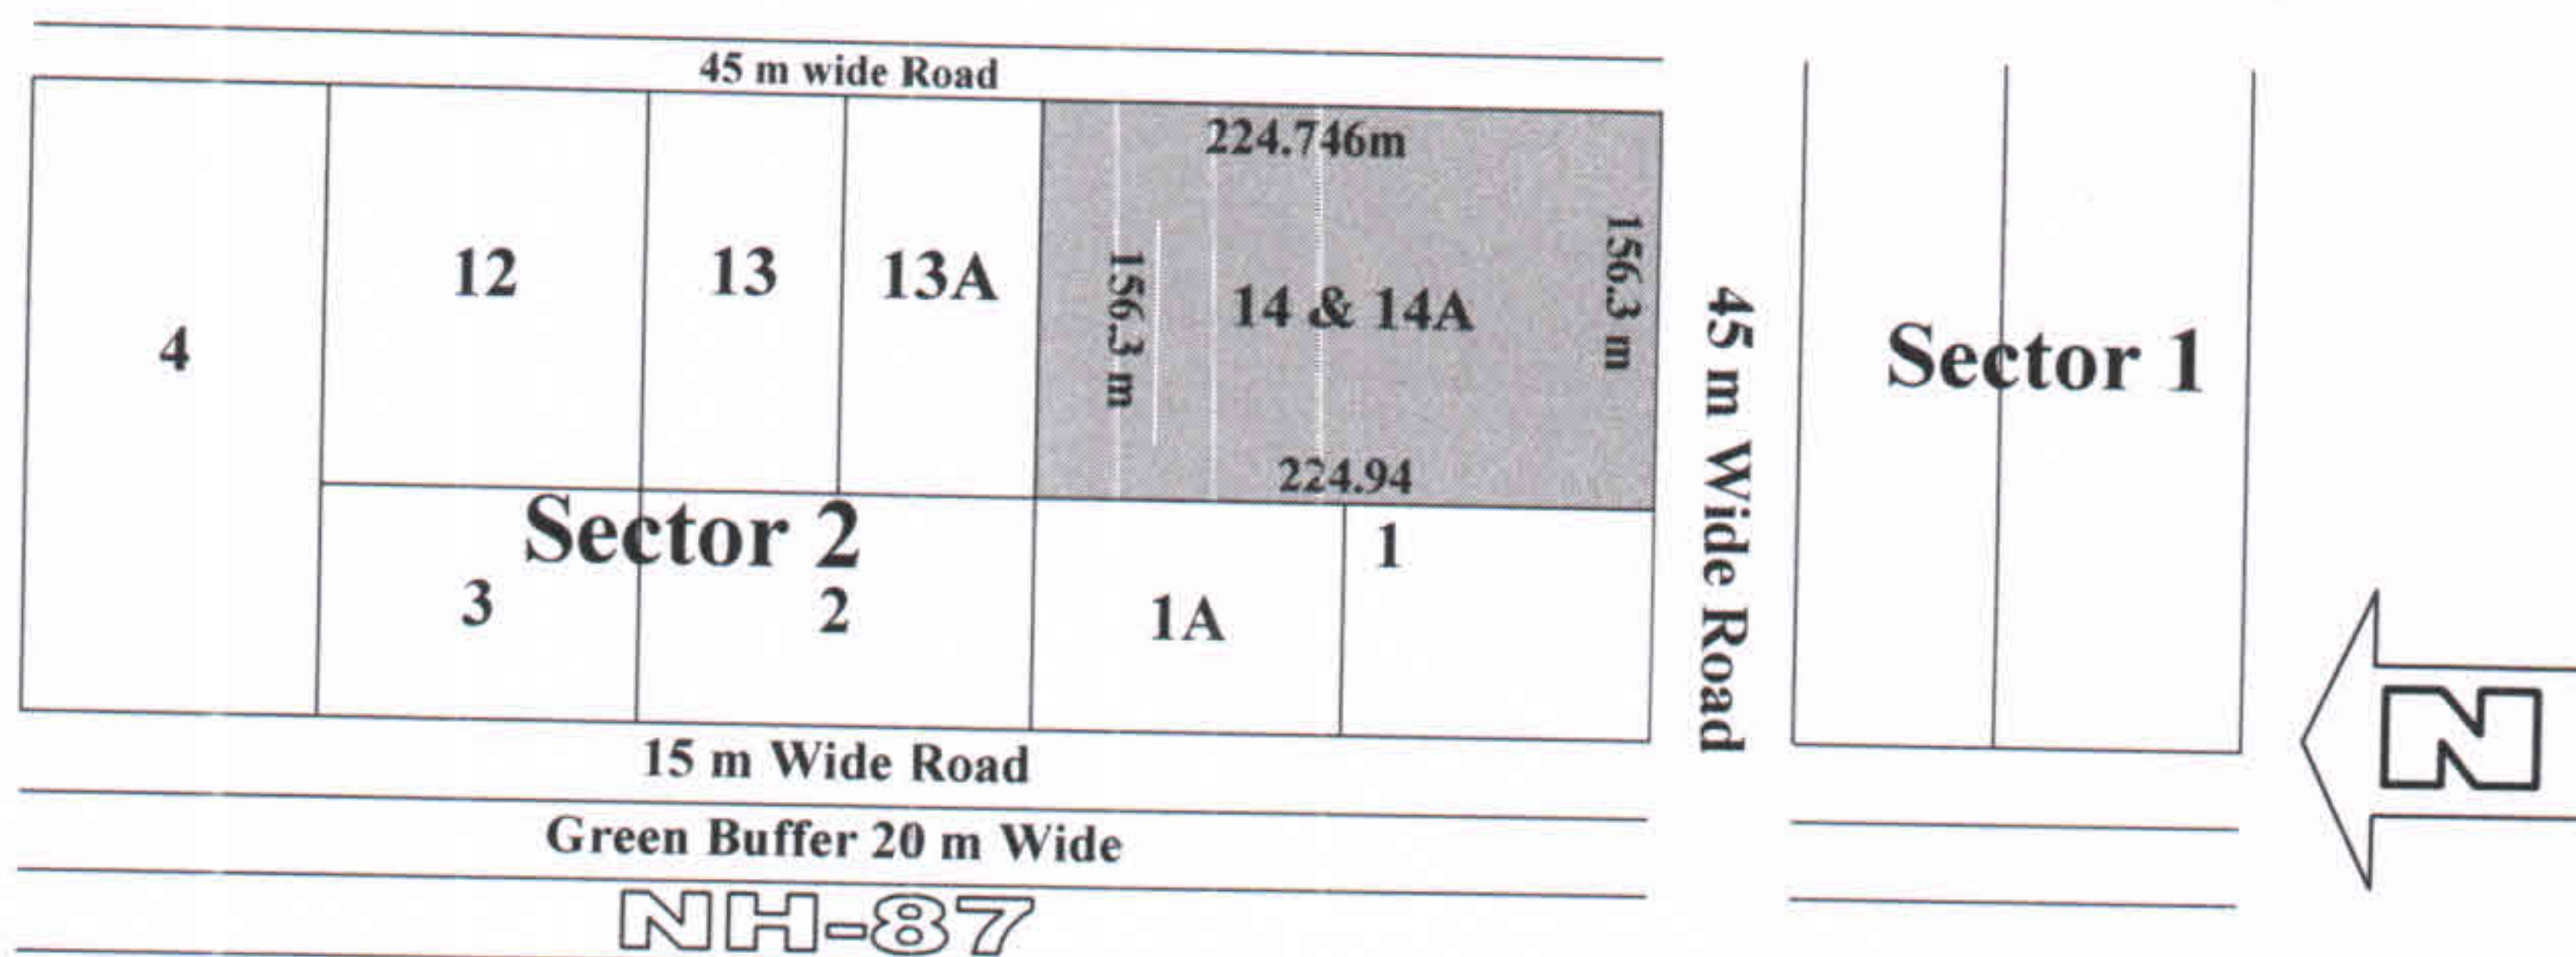 45 m wide Road
224.746m
12
13
13A
156.3 m
14 & 14A
156.3 m
4
45 m Wide Road
Sector 1
224.94
Sector 2
1
3
2
1A
15 m Wide Road
Green Buffer 20 m Wide
NH-87
N